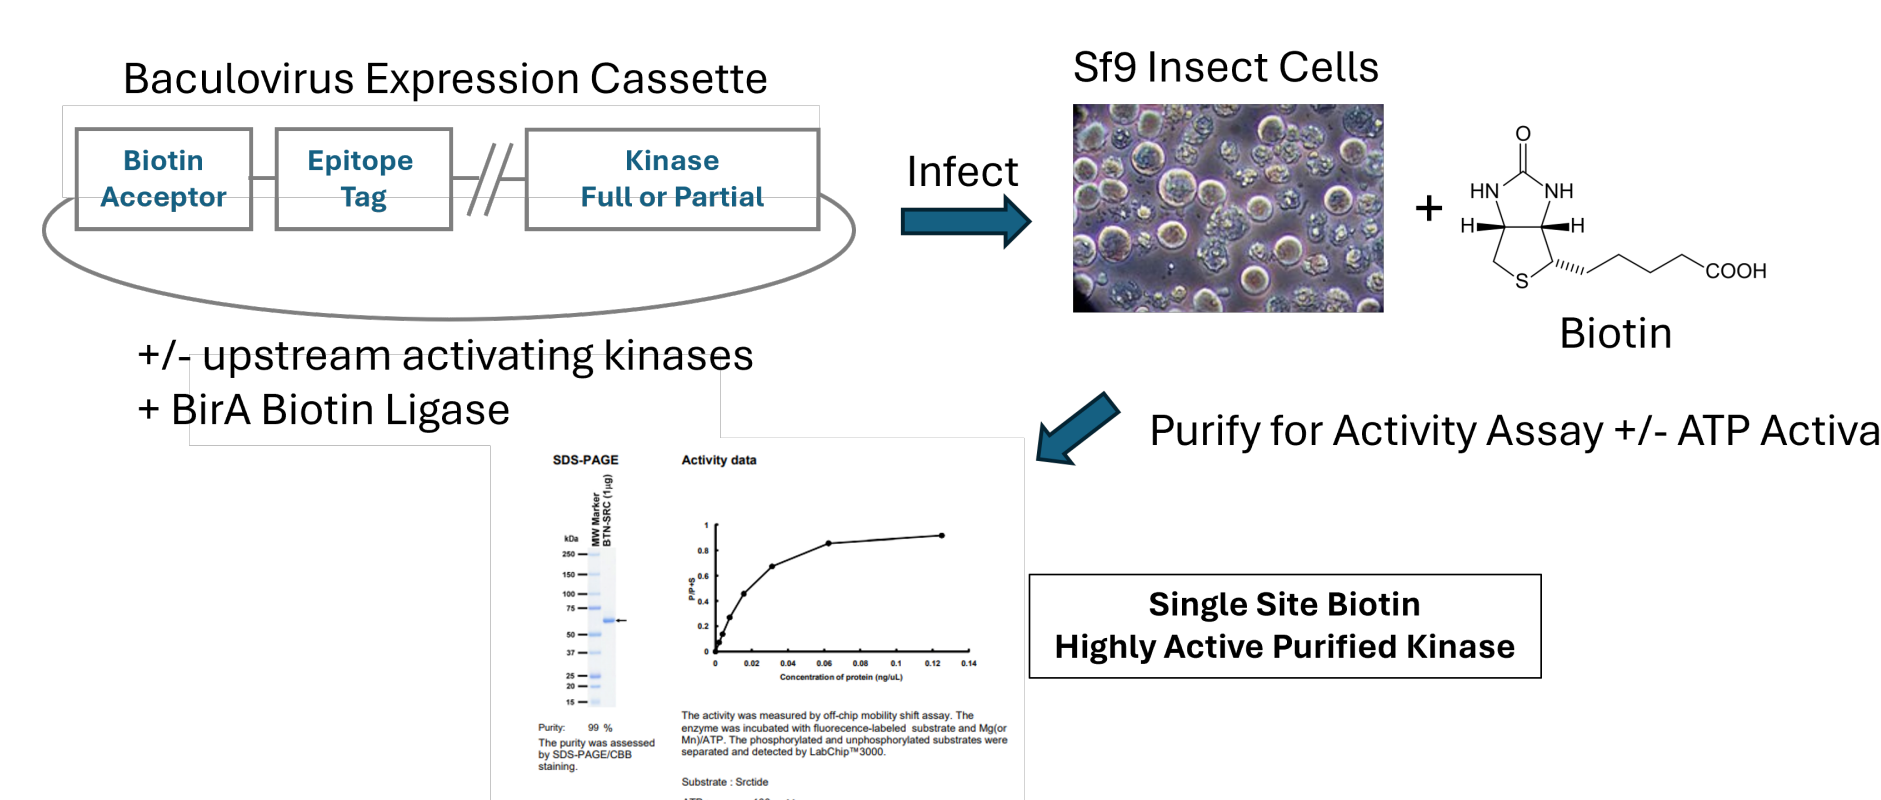 Baculovirus Expression Cassette
Biotin
Acceptor
Epitope
Tag
Kinase
Full or Partial
+/- upstream activating kinases
+ BirA Biotin Ligase
Infect
Sf9 Insect Cells
+
O
HN
NH
H
H
S
COOH
Biotin
Purify for Activity Assay +/- ATP Activa
SDS-PAGE
MW Marker
BTN-SRC (1µg)
kDa
250
150
100
75
50
37
25
20
15
Purity: 99 %
The purity was assessed
by SDS-PAGE/CBB
staining.
Activity data
P/P+S
1
0.8
0.6
0.4
0.2
0
0 0.02 0.04 0.06 0.08 0.1 0.12 0.14
Concentration of protein (ng/uL)
The activity was measured by off-chip mobility shift assay. The
enzyme was incubated with fluorecence-labeled substrate and Mg(or
Mn)/ATP. The phosphorylated and unphosphorylated substrates were
separated and detected by LabChip™3000.
Substrate : Srctide
Single Site Biotin
Highly Active Purified Kinase